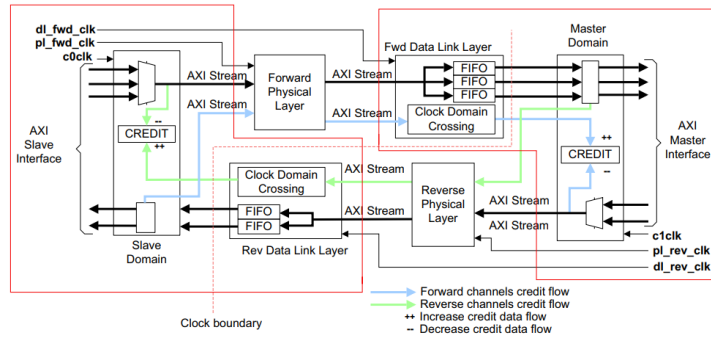 dl_fwd_clk
pl_fwd_clk
c0clk
Fwd Data Link Layer
Master
Domain
AXI Stream
Forward
Physical
Layer
AXI Stream
FIFO
FIFO
FIFO
AXI Stream
AXI Stream
Clock Domain
Crossing
--
CREDIT
++
++
CREDIT
--
AXI
Slave
Interface
AXI
Master
Interface
Clock Domain
Crossing
AXI Stream
AXI Stream
Reverse
Physical
Layer
FIFO
FIFO
AXI Stream
AXI Stream
Slave
Domain
Rev Data Link Layer
c1clk
pl_rev_clk
dl_rev_clk
Clock boundary
Forward channels credit flow
Reverse channels credit flow
++ Increase credit data flow
-- Decrease credit data flow